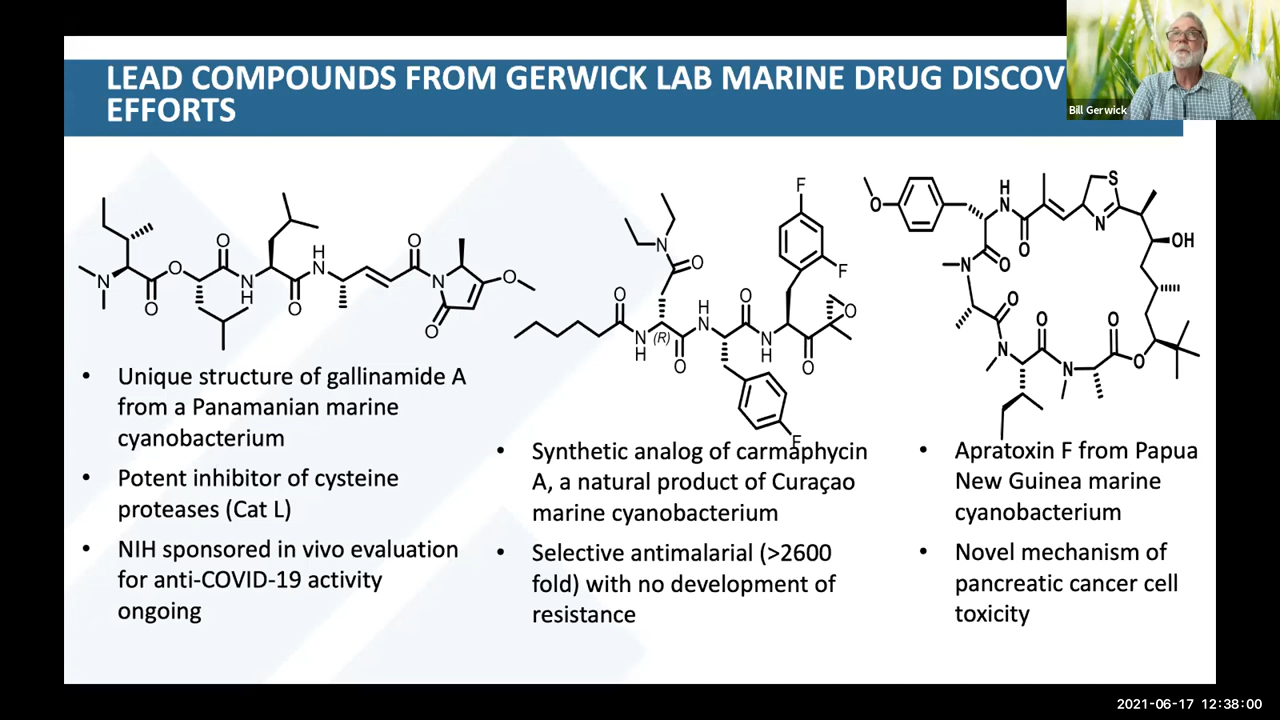 LEAD COMPOUNDS FROM GERWICK LAB MARINE DRUG DISCOV
EFFORTS
Bill Gerwick
N
O
O
O
N
H
O
H
N
O
N
O
O
N
O
O
N
H
(R)
O
H
N
O
N
H
O
O
F
F
F
O
H
N
O
S
N
OH
O
N
O
N
O
N
O
O
• Unique structure of gallinamide A
from a Panamanian marine
cyanobacterium
• Potent inhibitor of cysteine
proteases (Cat L)
• NIH sponsored in vivo evaluation
for anti-COVID-19 activity
ongoing
• Synthetic analog of carmaphycin
A, a natural product of Curaçao
marine cyanobacterium
• Selective antimalarial (>2600
fold) with no development of
resistance
• Apratoxin F from Papua
New Guinea marine
cyanobacterium
• Novel mechanism of
pancreatic cancer cell
toxicity
2021-06-17 12:38:00